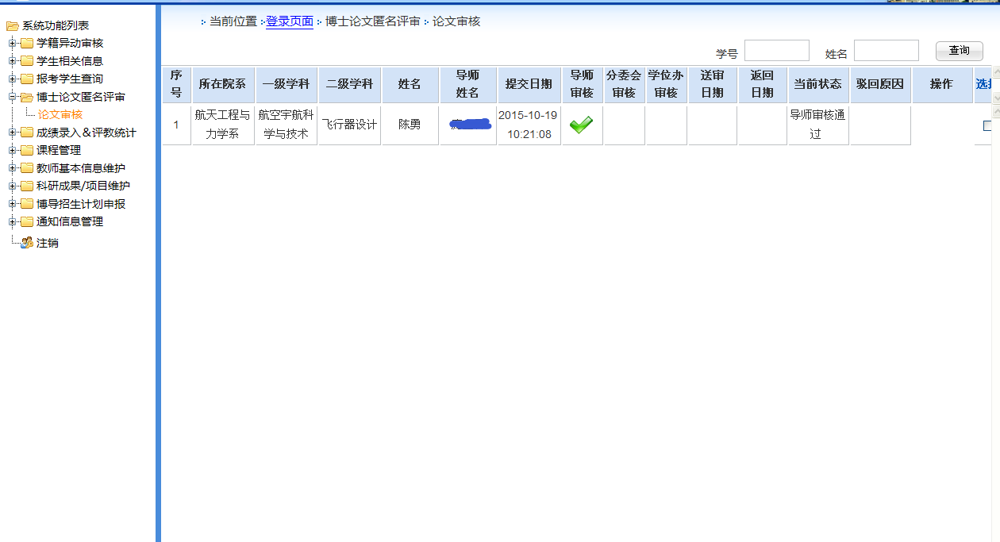 系统功能列表
学籍异动审核
学生相关信息
报考学生查询
博士论文匿名评审
论文审核
成绩录入＆评教统计
课程管理
教师基本信息维护
科研成果/项目维护
博导招生计划申报
通知信息管理
注销
当前位置 登录页面 博士论文匿名评审 论文审核
学号 姓名 查询
序号 所在院系 一级学科 二级学科 姓名 导师姓名 提交日期 导师审核 分委会审核 学位办审核 送审日期 返回日期 当前状态 驳回原因 操作
1 航天工程与力学系 航空宇航科学与技术 飞行器设计 陈勇 2015-10-19 10:21:08 导师审核通过